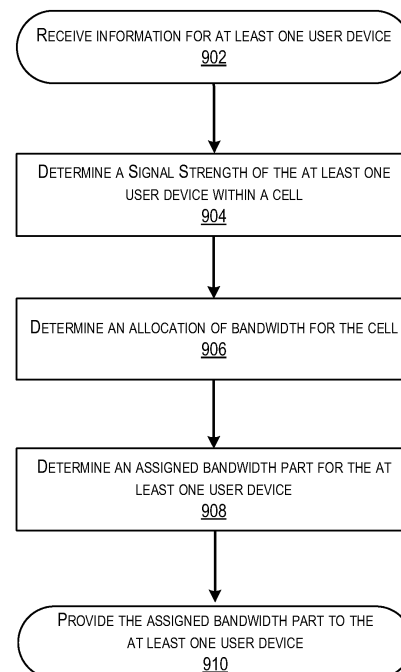 RECEIVE INFORMATION FOR AT LEAST ONE USER DEVICE
902
DETERMINE A SIGNAL STRENGTH OF THE AT LEAST ONE
USER DEVICE WITHIN A CELL
904
DETERMINE AN ALLOCATION OF BANDWIDTH FOR THE CELL
906
DETERMINE AN ASSIGNED BANDWIDTH PART FOR THE AT
LEAST ONE USER DEVICE
908
PROVIDE THE ASSIGNED BANDWIDTH PART TO THE
AT LEAST ONE USER DEVICE
910